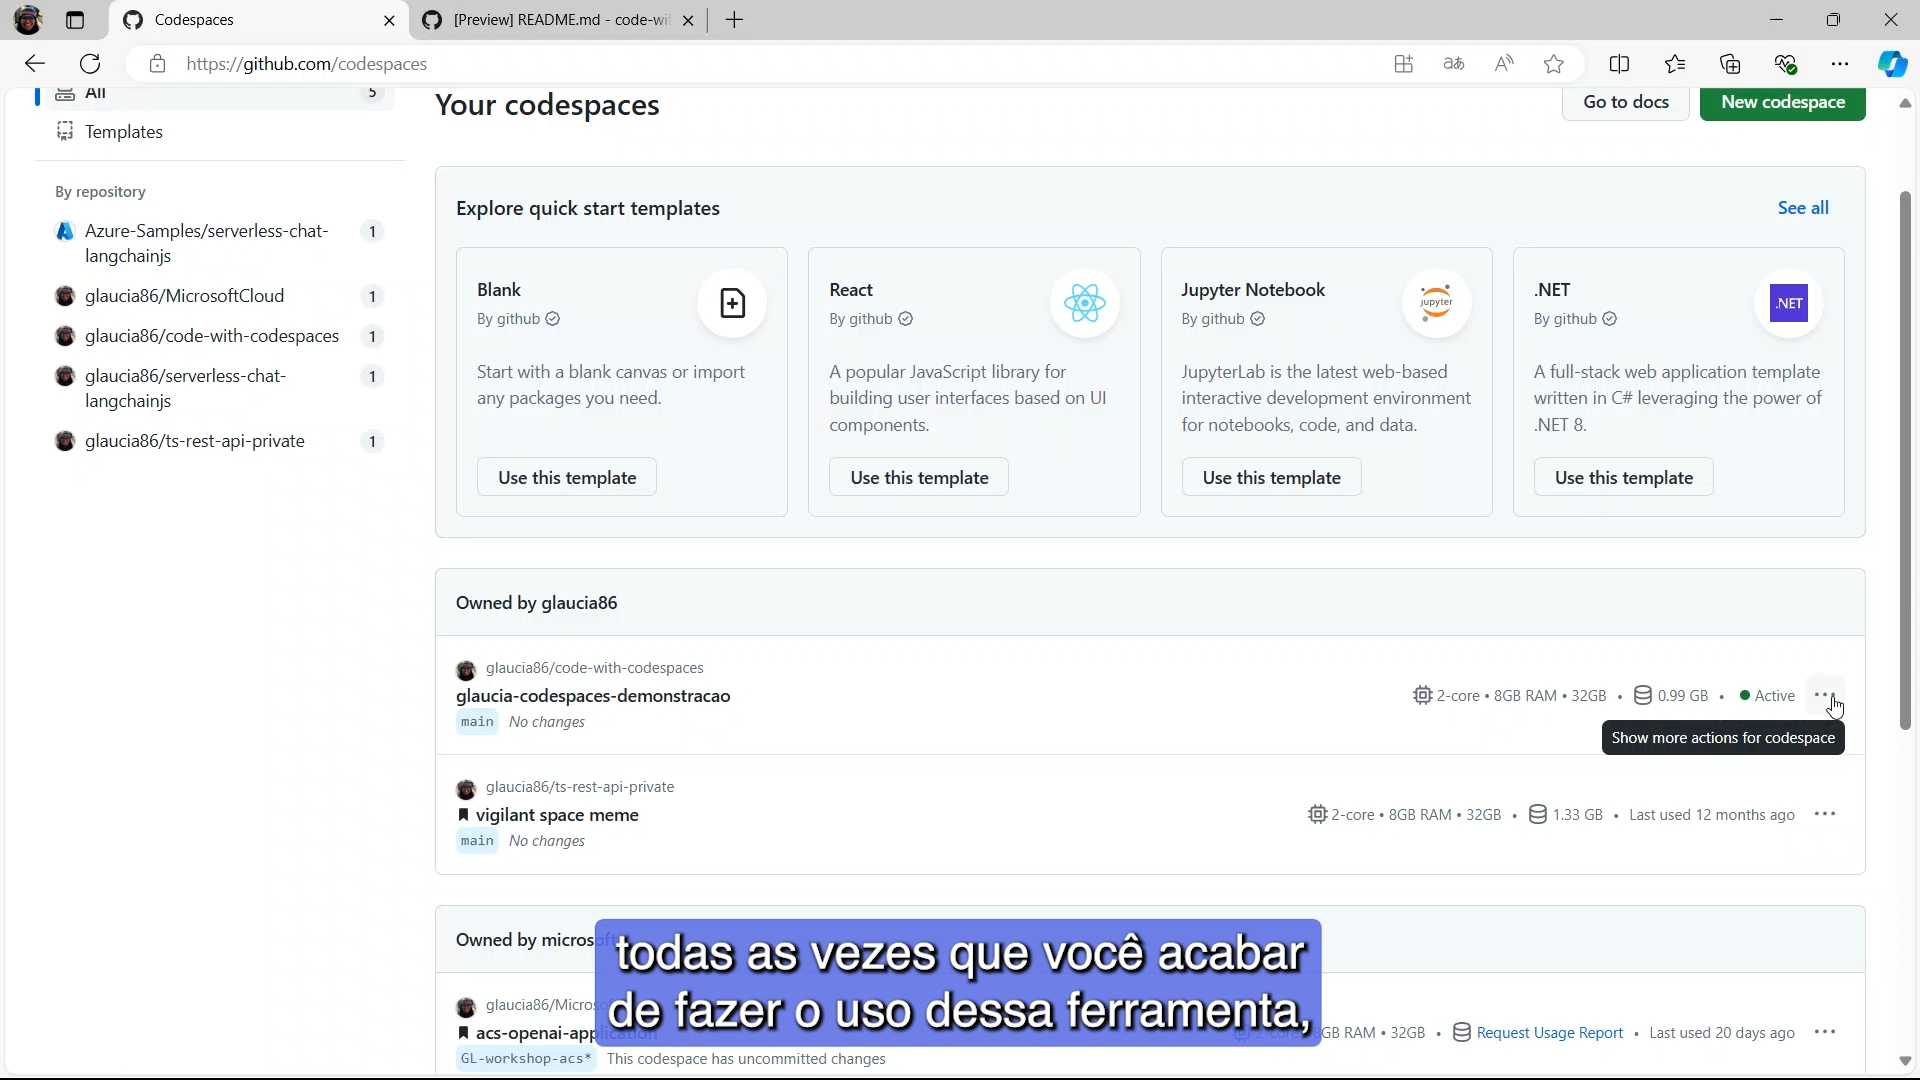 Codespaces
[Preview] README.md - code-wi
https://github.com/codespaces
All 5
Templates
By repository
Azure-Samples/serverless-chat-
langchainjs
1
glaucia86/MicrosoftCloud 1
glaucia86/code-with-codespaces 1
glaucia86/serverless-chat-
langchainjs
1
glaucia86/ts-rest-api-private 1
Your codespaces
Go to docs
New codespace
Explore quick start templates
See all
Blank
By github
Start with a blank canvas or import
any packages you need.
Use this template
React
By github
A popular JavaScript library for
building user interfaces based on UI
components.
Use this template
Jupyter Notebook
By github
jupyter
JupyterLab is the latest web-based
interactive development environment
for notebooks, code, and data.
Use this template
.NET
By github
.NET
A full-stack web application template
written in C# leveraging the power of
.NET 8.
Use this template
Owned by glaucia86
glaucia86/code-with-codespaces
glaucia-codespaces-demonstracao
main No changes
2-core • 8GB RAM • 32GB • 0.99 GB • Active
Show more actions for codespace
glaucia86/ts-rest-api-private
vigilant space meme
main No changes
2-core • 8GB RAM • 32GB • 1.33 GB • Last used 12 months ago
Owned by microsoft
glaucia86/Micros
acs-openai-application
GB RAM • 32GB • Request Usage Report • Last used 20 days ago
GL-workshop-acs* This codespace has uncommitted changes
todas as vezes que você acabar
de fazer o uso dessa ferramenta,